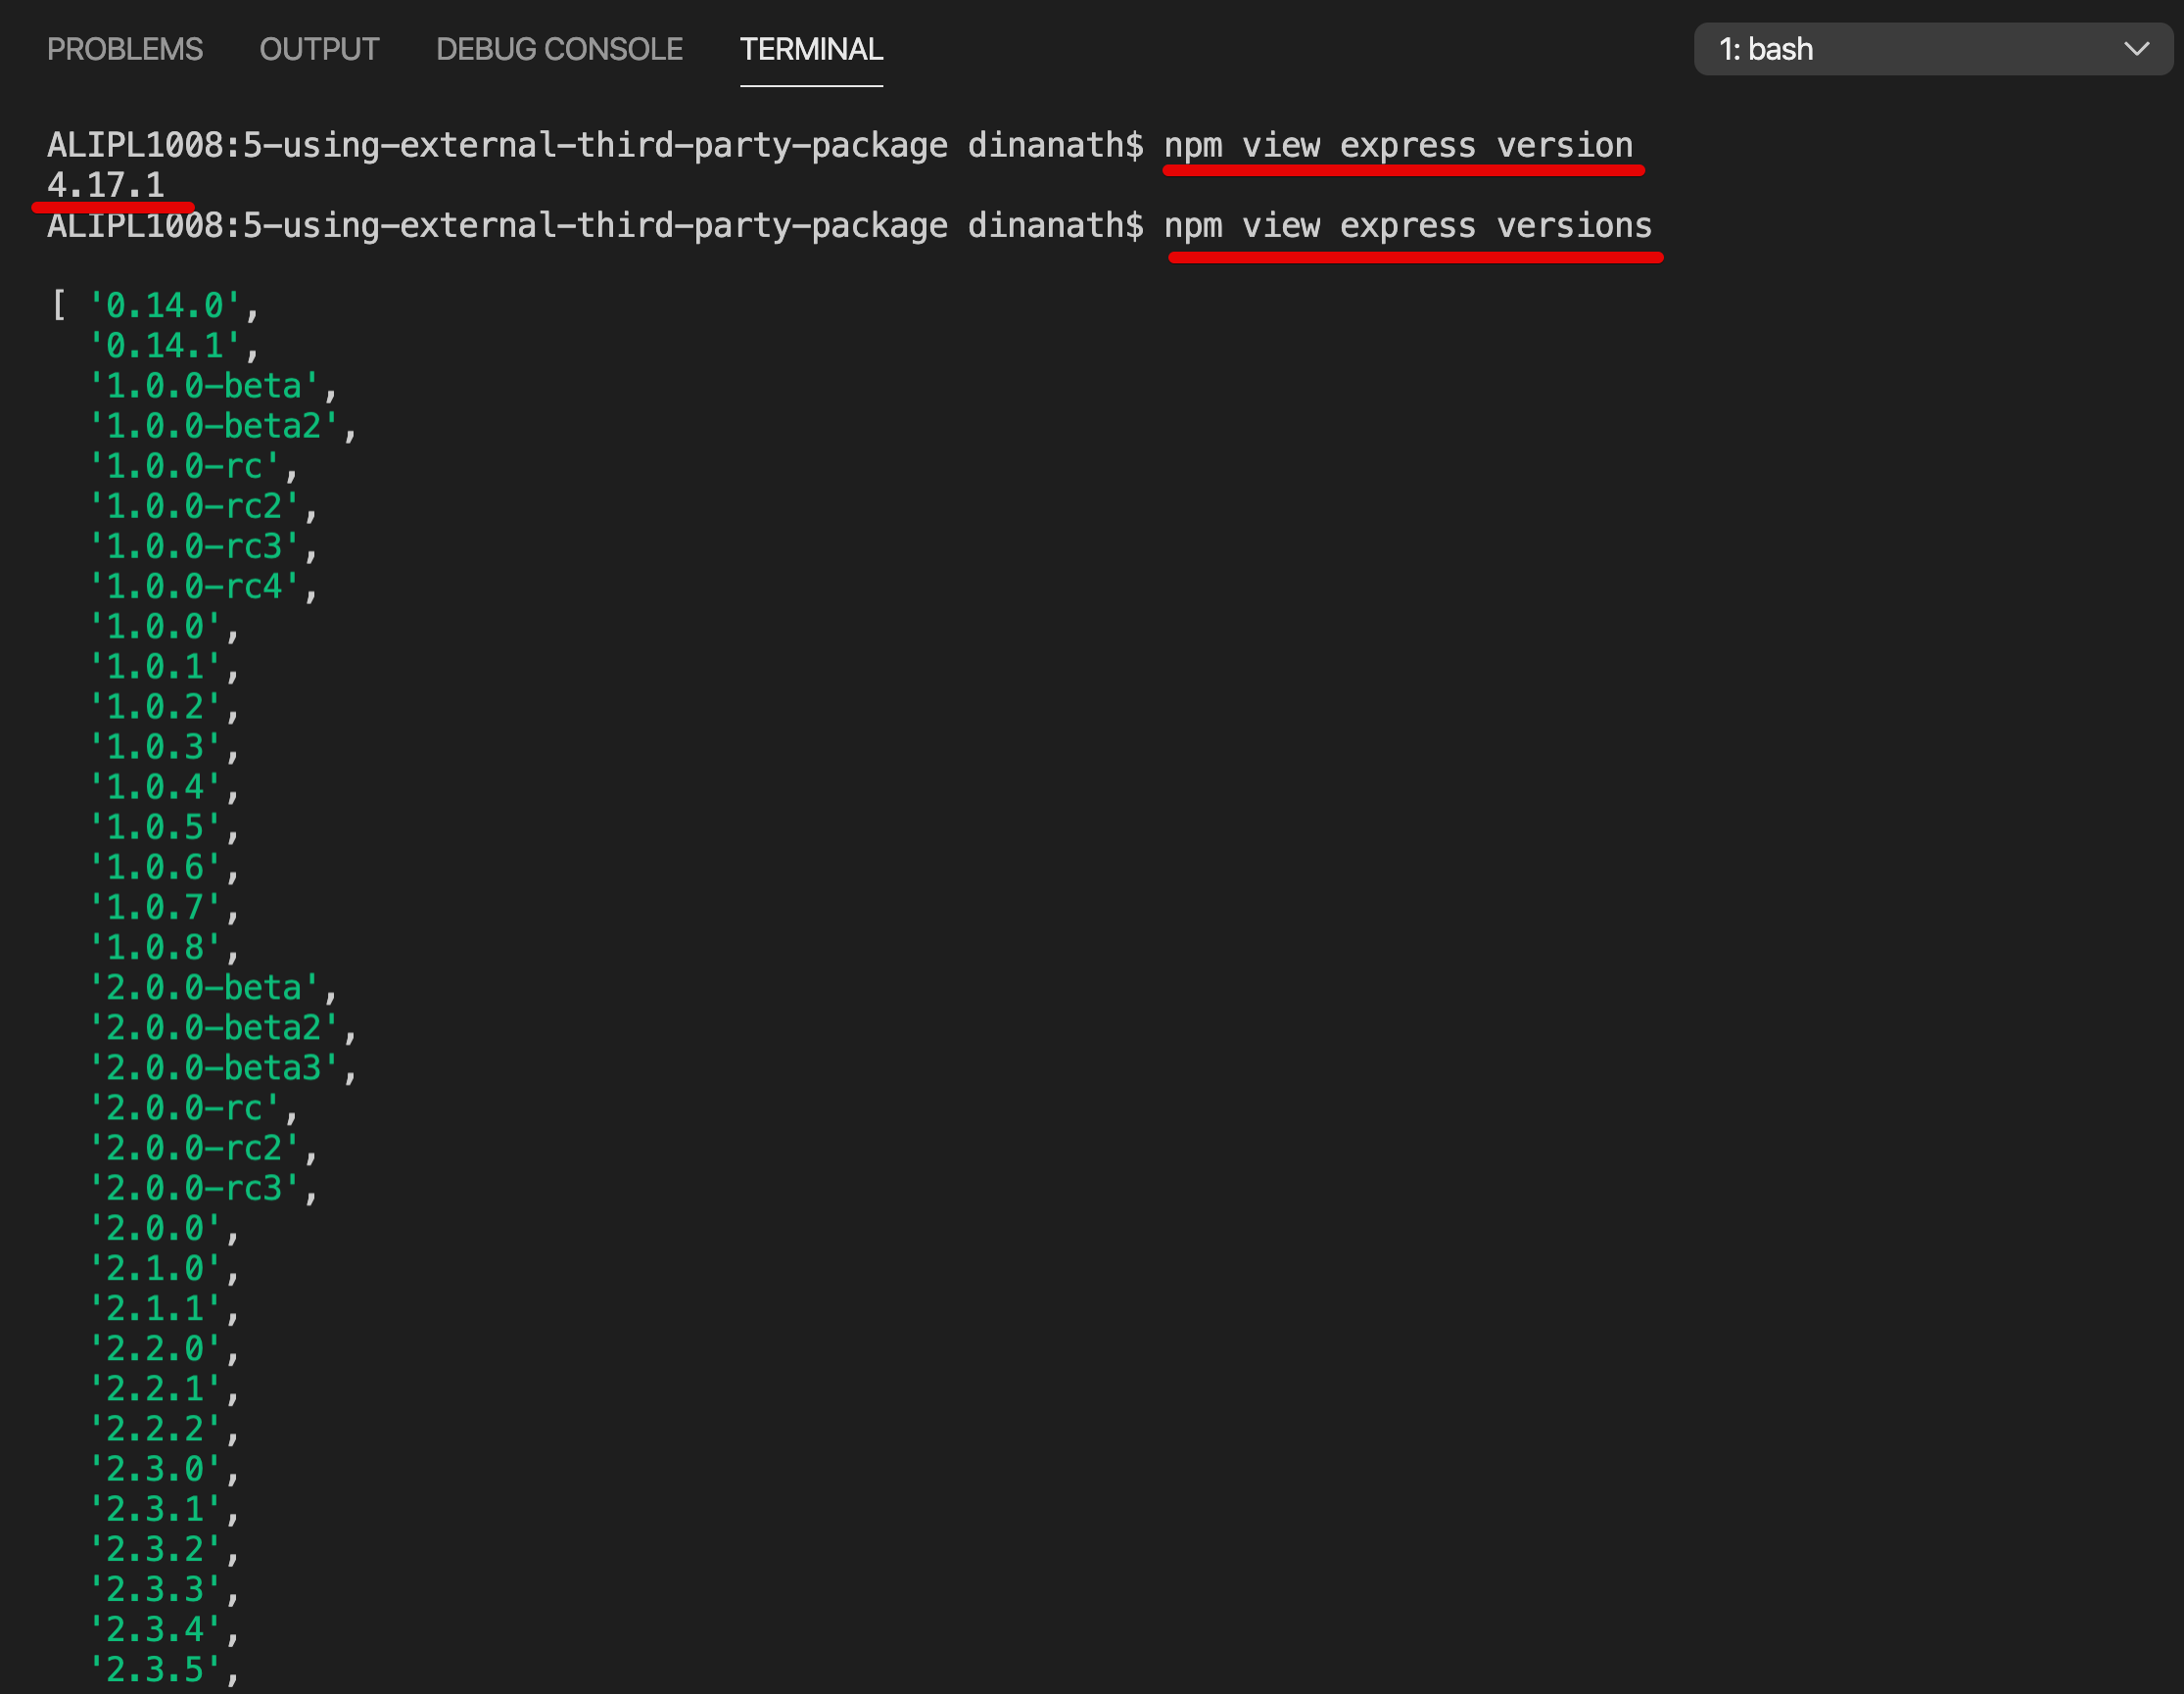 PROBLEMS OUTPUT DEBUG CONSOLE TERMINAL 1: bash
ALIPL1008:5-using-external-third-party-package dinanath$ npm view express version
4.17.1
ALIPL1008:5-using-external-third-party-package dinanath$ npm view express versions
[ '0.14.0',
'0.14.1',
'1.0.0-beta',
'1.0.0-beta2',
'1.0.0-rc',
'1.0.0-rc2',
'1.0.0-rc3',
'1.0.0-rc4',
'1.0.0',
'1.0.1',
'1.0.2',
'1.0.3',
'1.0.4',
'1.0.5',
'1.0.6',
'1.0.7',
'1.0.8',
'2.0.0-beta',
'2.0.0-beta2',
'2.0.0-beta3',
'2.0.0-rc',
'2.0.0-rc2',
'2.0.0-rc3',
'2.0.0',
'2.1.0',
'2.1.1',
'2.2.0',
'2.2.1',
'2.2.2',
'2.3.0',
'2.3.1',
'2.3.2',
'2.3.3',
'2.3.4',
'2.3.5',